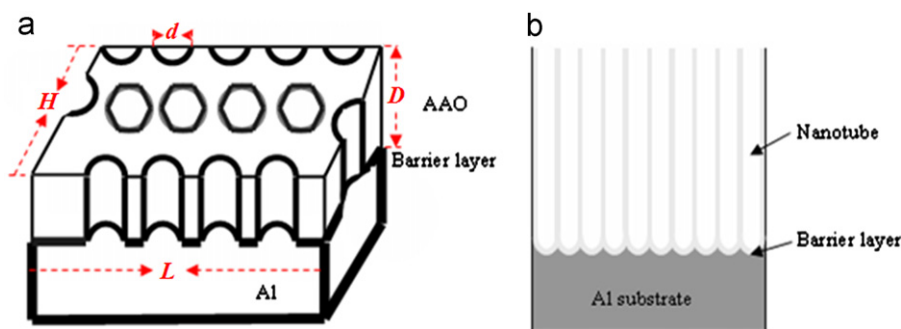 a
d
H
D
AAO
Barrier layer
L
Al
b
Nanotube
Barrier layer
Al substrate